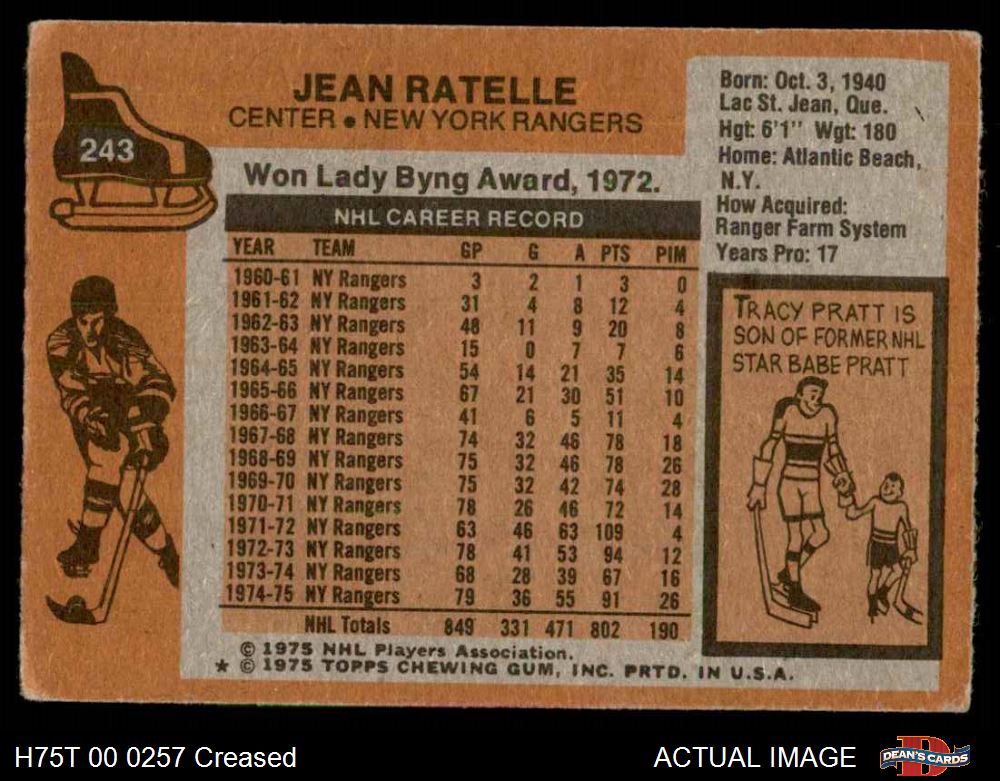 243
JEAN RATELLE
CENTER • NEW YORK RANGERS
Won Lady Byng Award, 1972.
NHL CAREER RECORD
YEAR TEAM GP G A PTS PIM
1960-61 NY Rangers 3 2 1 3 0
1961-62 NY Rangers 31 4 8 12 4
1962-63 NY Rangers 48 11 9 20 8
1963-64 NY Rangers 15 0 7 7 6
1964-65 NY Rangers 54 14 21 35 14
1965-66 NY Rangers 67 21 30 51 10
1966-67 NY Rangers 41 6 5 11 4
1967-68 NY Rangers 74 32 46 78 18
1968-69 NY Rangers 75 32 46 78 26
1969-70 NY Rangers 75 32 42 74 28
1970-71 NY Rangers 78 26 46 72 14
1971-72 NY Rangers 63 46 63 109 4
1972-73 NY Rangers 78 41 53 94 12
1973-74 NY Rangers 68 28 39 67 16
1974-75 NY Rangers 79 36 55 91 26
NHL Totals 849 331 471 802 190
© 1975 NHL Players Association.
* © 1975 TOPPS CHEWING GUM, INC. PRTD. IN U.S.A.
Born: Oct. 3, 1940
Lac St. Jean, Que.
Hgt: 6'1" Wgt: 180
Home: Atlantic Beach,
N.Y.
How Acquired:
Ranger Farm System
Years Pro: 17
TRACY PRATT IS
SON OF FORMER NHL
STAR BABE PRATT
H75T 00 0257 Creased
ACTUAL IMAGE
DEAN'S CARDS